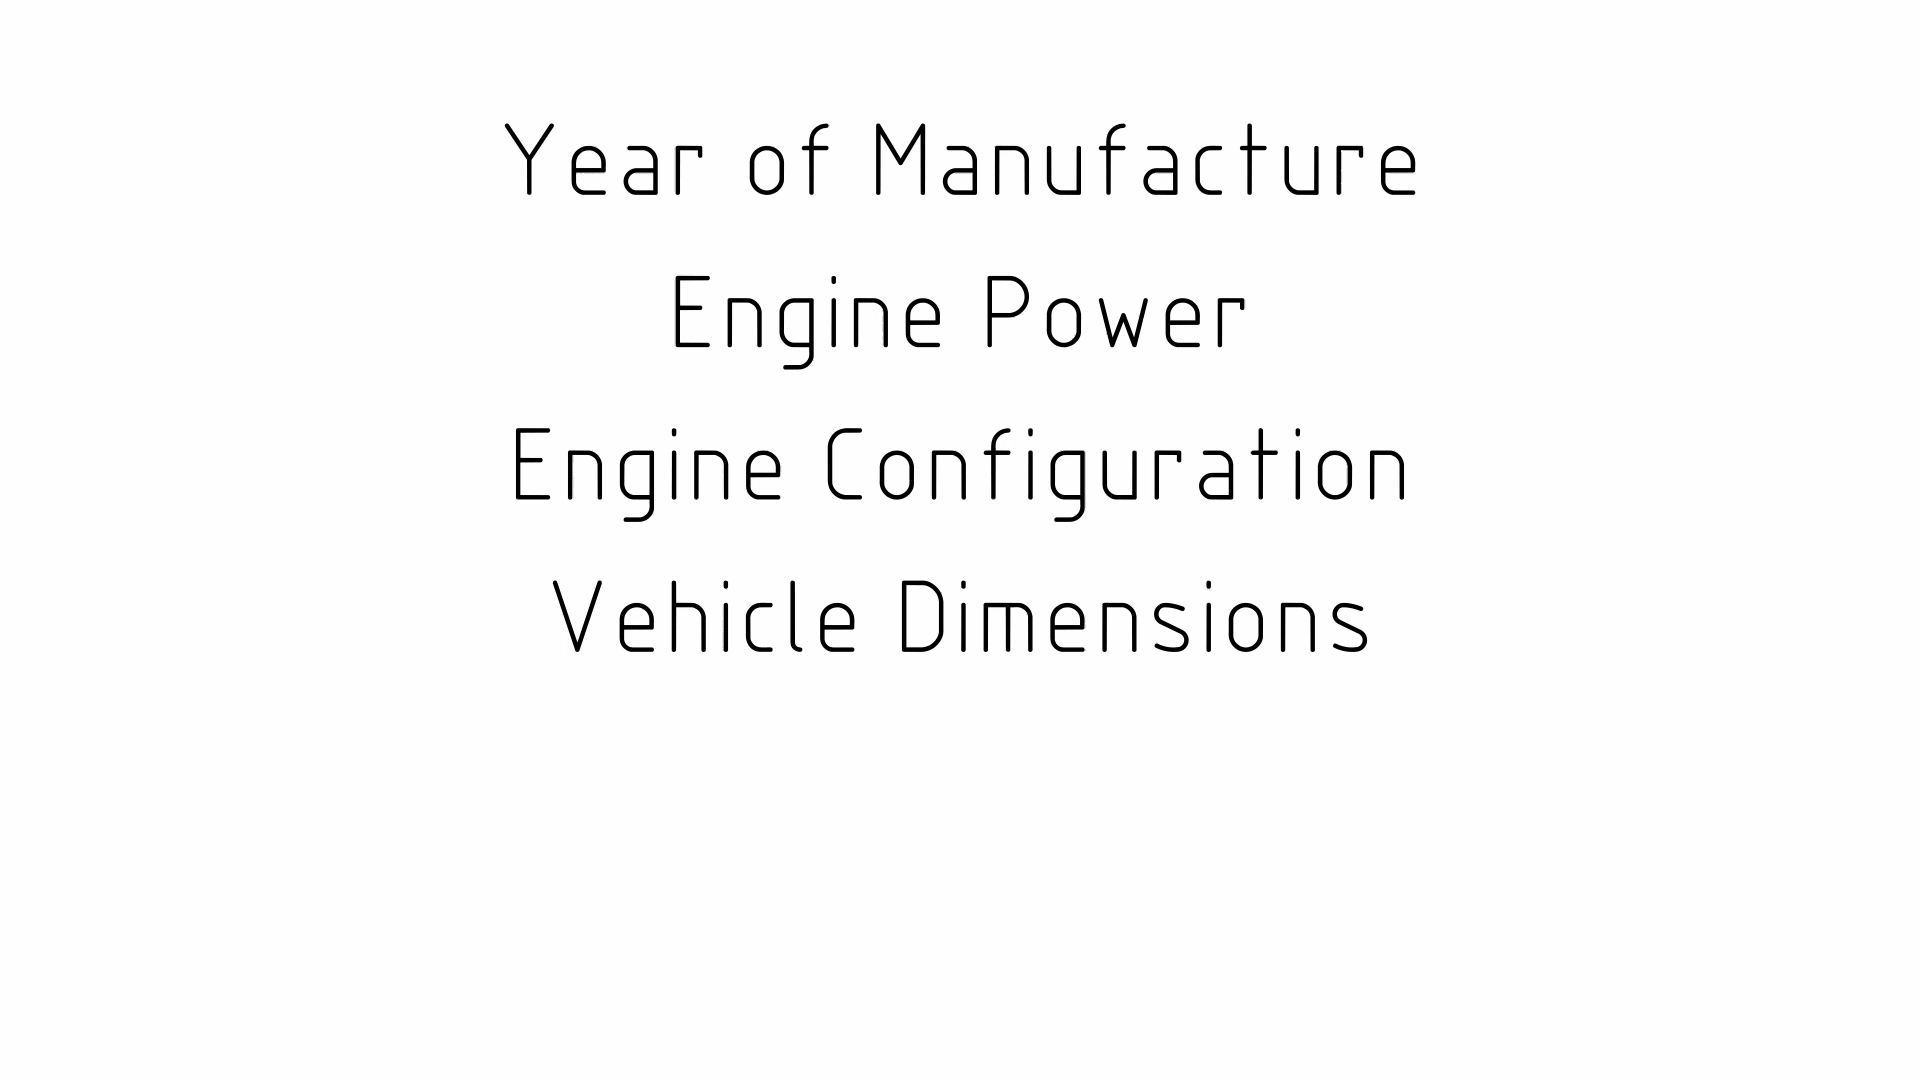 Year of Manufacture
Engine Power
Engine Configuration
Vehicle Dimensions